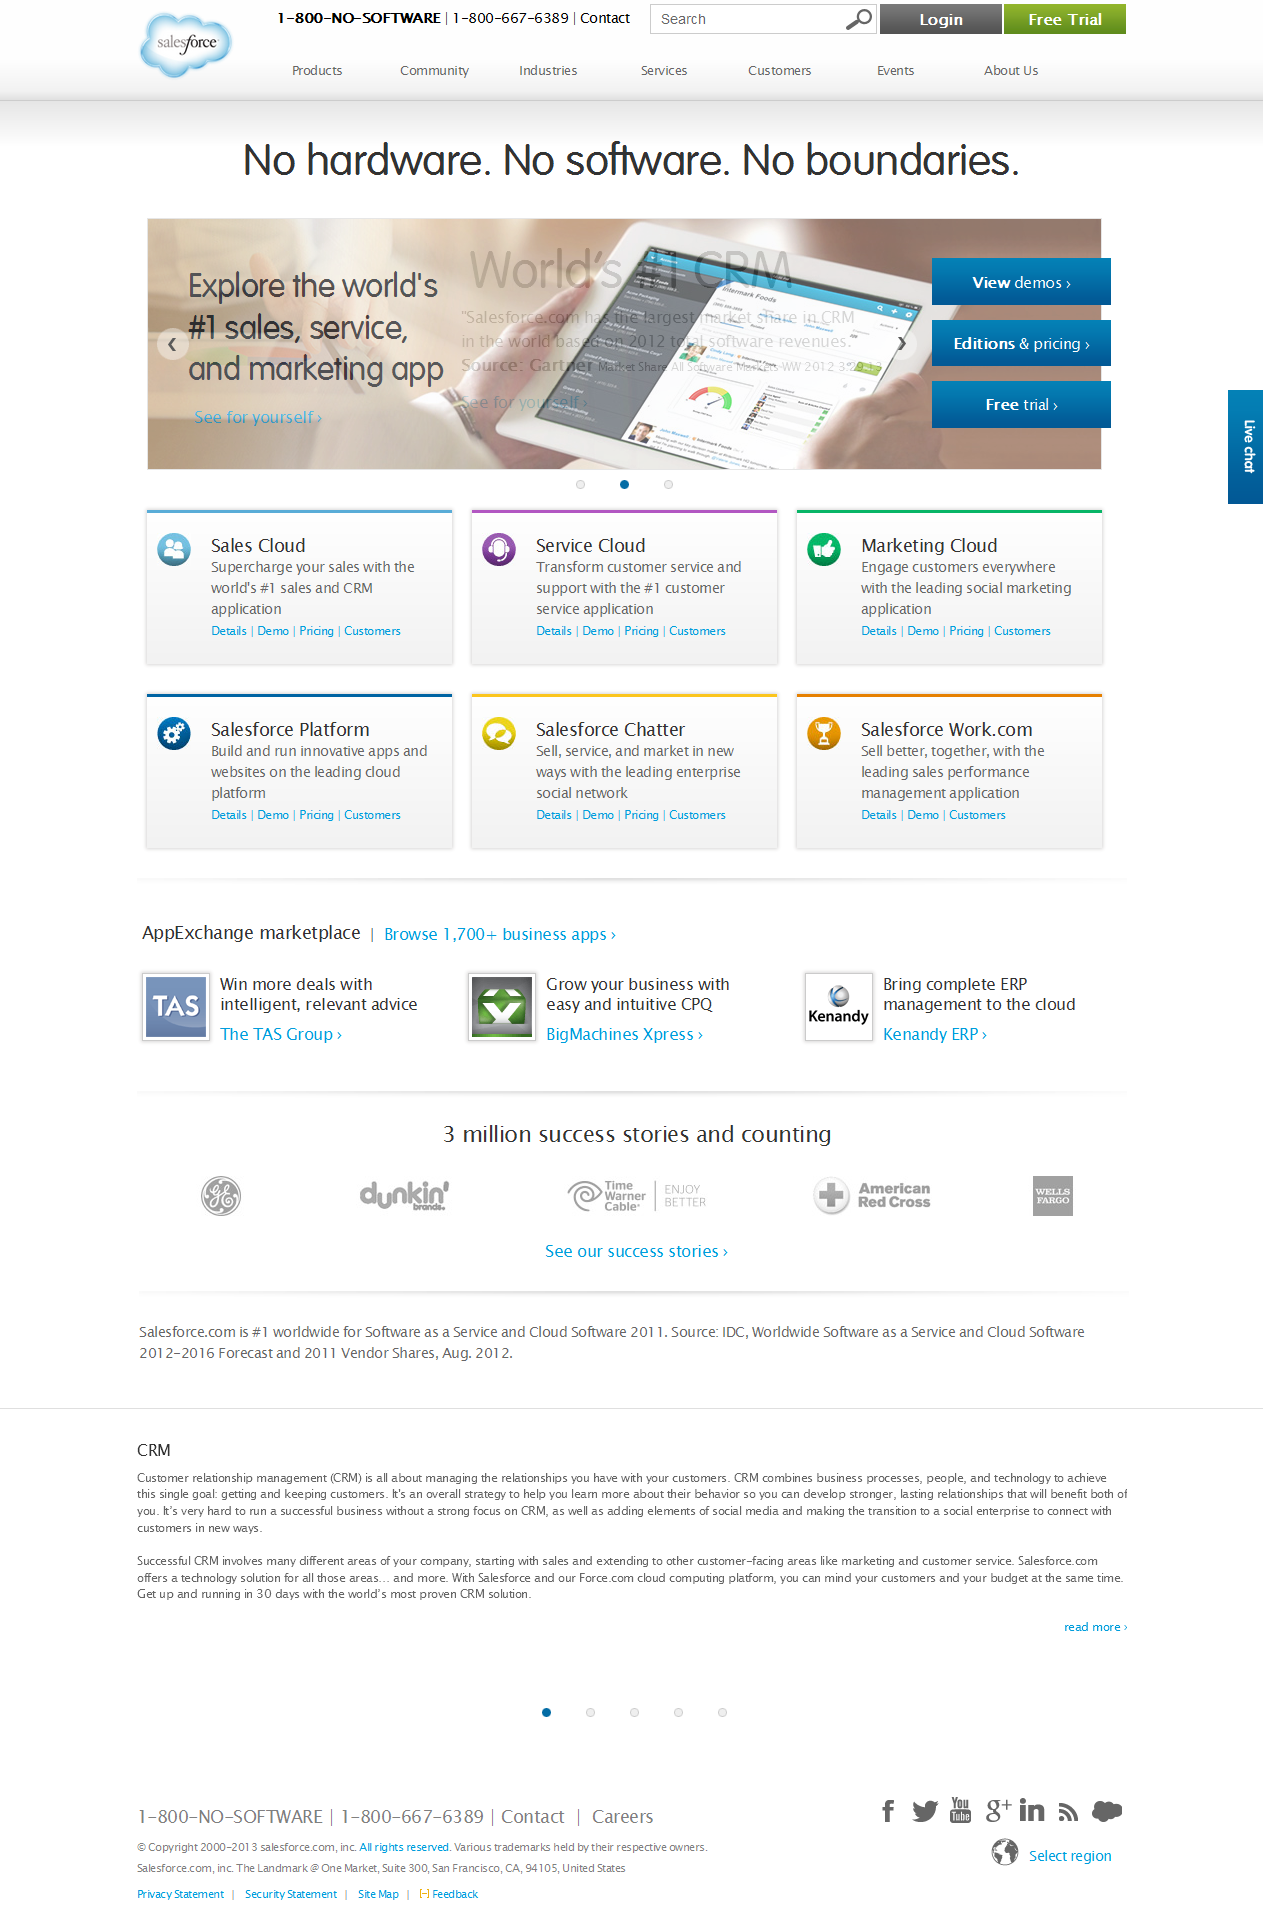 salesforce
1-800-NO-SOFTWARE | 1-800-667-6389 | Contact
Search
Login
Free Trial
Products
Community
Industries
Services
Customers
Events
About Us
No hardware. No software. No boundaries.
Explore the world's
#1 sales, service,
and marketing app
See for yourself ›
World's #1 CRM
"Salesforce.com has the largest market share in CRM
in the world based on 2012 total software revenues."
Source: Gartner Market Share All Software Markets WW 2012 3.29.13
See for yourself ›
Intermark Foods
View demos ›
Editions & pricing ›
Free trial ›
Live chat
Sales Cloud
Supercharge your sales with the
world's #1 sales and CRM
application
Details | Demo | Pricing | Customers
Service Cloud
Transform customer service and
support with the #1 customer
service application
Details | Demo | Pricing | Customers
Marketing Cloud
Engage customers everywhere
with the leading social marketing
application
Details | Demo | Pricing | Customers
Salesforce Platform
Build and run innovative apps and
websites on the leading cloud
platform
Details | Demo | Pricing | Customers
Salesforce Chatter
Sell, service, and market in new
ways with the leading enterprise
social network
Details | Demo | Pricing | Customers
Salesforce Work.com
Sell better, together, with the
leading sales performance
management application
Details | Demo | Customers
AppExchange marketplace | Browse 1,700+ business apps ›
TAS
Win more deals with
intelligent, relevant advice
The TAS Group ›
Grow your business with
easy and intuitive CPQ
BigMachines Xpress ›
Kenandy
Bring complete ERP
management to the cloud
Kenandy ERP ›
3 million success stories and counting
GE
dunkin'
brands.
Time
Warner
Cable
ENJOY
BETTER
American
Red Cross
WELLS
FARGO
See our success stories ›
Salesforce.com is #1 worldwide for Software as a Service and Cloud Software 2011. Source: IDC, Worldwide Software as a Service and Cloud Software
2012-2016 Forecast and 2011 Vendor Shares, Aug. 2012.
CRM
Customer relationship management (CRM) is all about managing the relationships you have with your customers. CRM combines business processes, people, and technology to achieve
this single goal: getting and keeping customers. It's an overall strategy to help you learn more about their behavior so you can develop stronger, lasting relationships that will benefit both of
you. It's very hard to run a successful business without a strong focus on CRM, as well as adding elements of social media and making the transition to a social enterprise to connect with
customers in new ways.
Successful CRM involves many different areas of your company, starting with sales and extending to other customer-facing areas like marketing and customer service. Salesforce.com
offers a technology solution for all those areas... and more. With Salesforce and our Force.com cloud computing platform, you can mind your customers and your budget at the same time.
Get up and running in 30 days with the world's most proven CRM solution.
read more ›
1-800-NO-SOFTWARE | 1-800-667-6389 | Contact | Careers
f
You
Tube
g+
in
© Copyright 2000-2013 salesforce.com, inc. All rights reserved. Various trademarks held by their respective owners.
Salesforce.com, inc. The Landmark @ One Market, Suite 300, San Francisco, CA, 94105, United States
Select region
Privacy Statement | Security Statement | Site Map | [-] Feedback